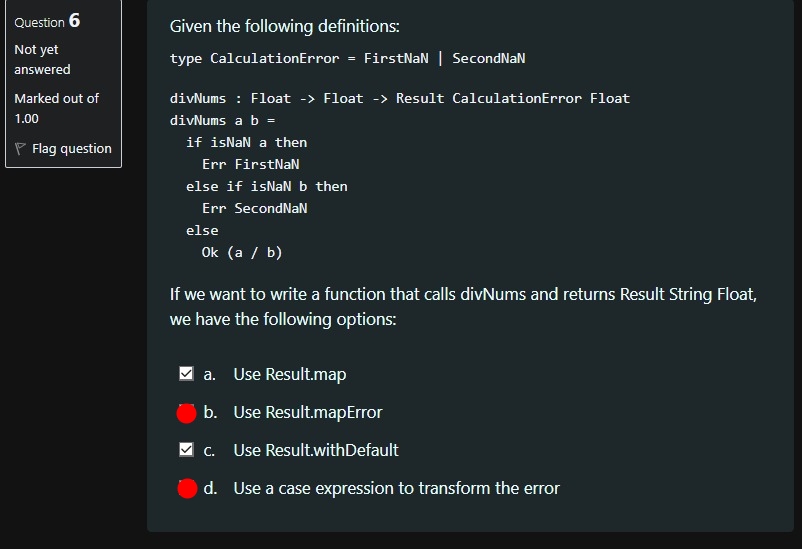 Question 6
Not yet
answered
Marked out of
1.00
Flag question
Given the following definitions:
type CalculationError = FirstNaN | SecondNaN
divNums : Float -> Float -> Result CalculationError Float
divNums a b =
if isNaN a then
Err FirstNaN
else if isNaN b then
Err SecondNaN
else
Ok (a / b)
If we want to write a function that calls divNums and returns Result String Float,
we have the following options:
a. Use Result.map
b. Use Result.mapError
c. Use Result.withDefault
d. Use a case expression to transform the error